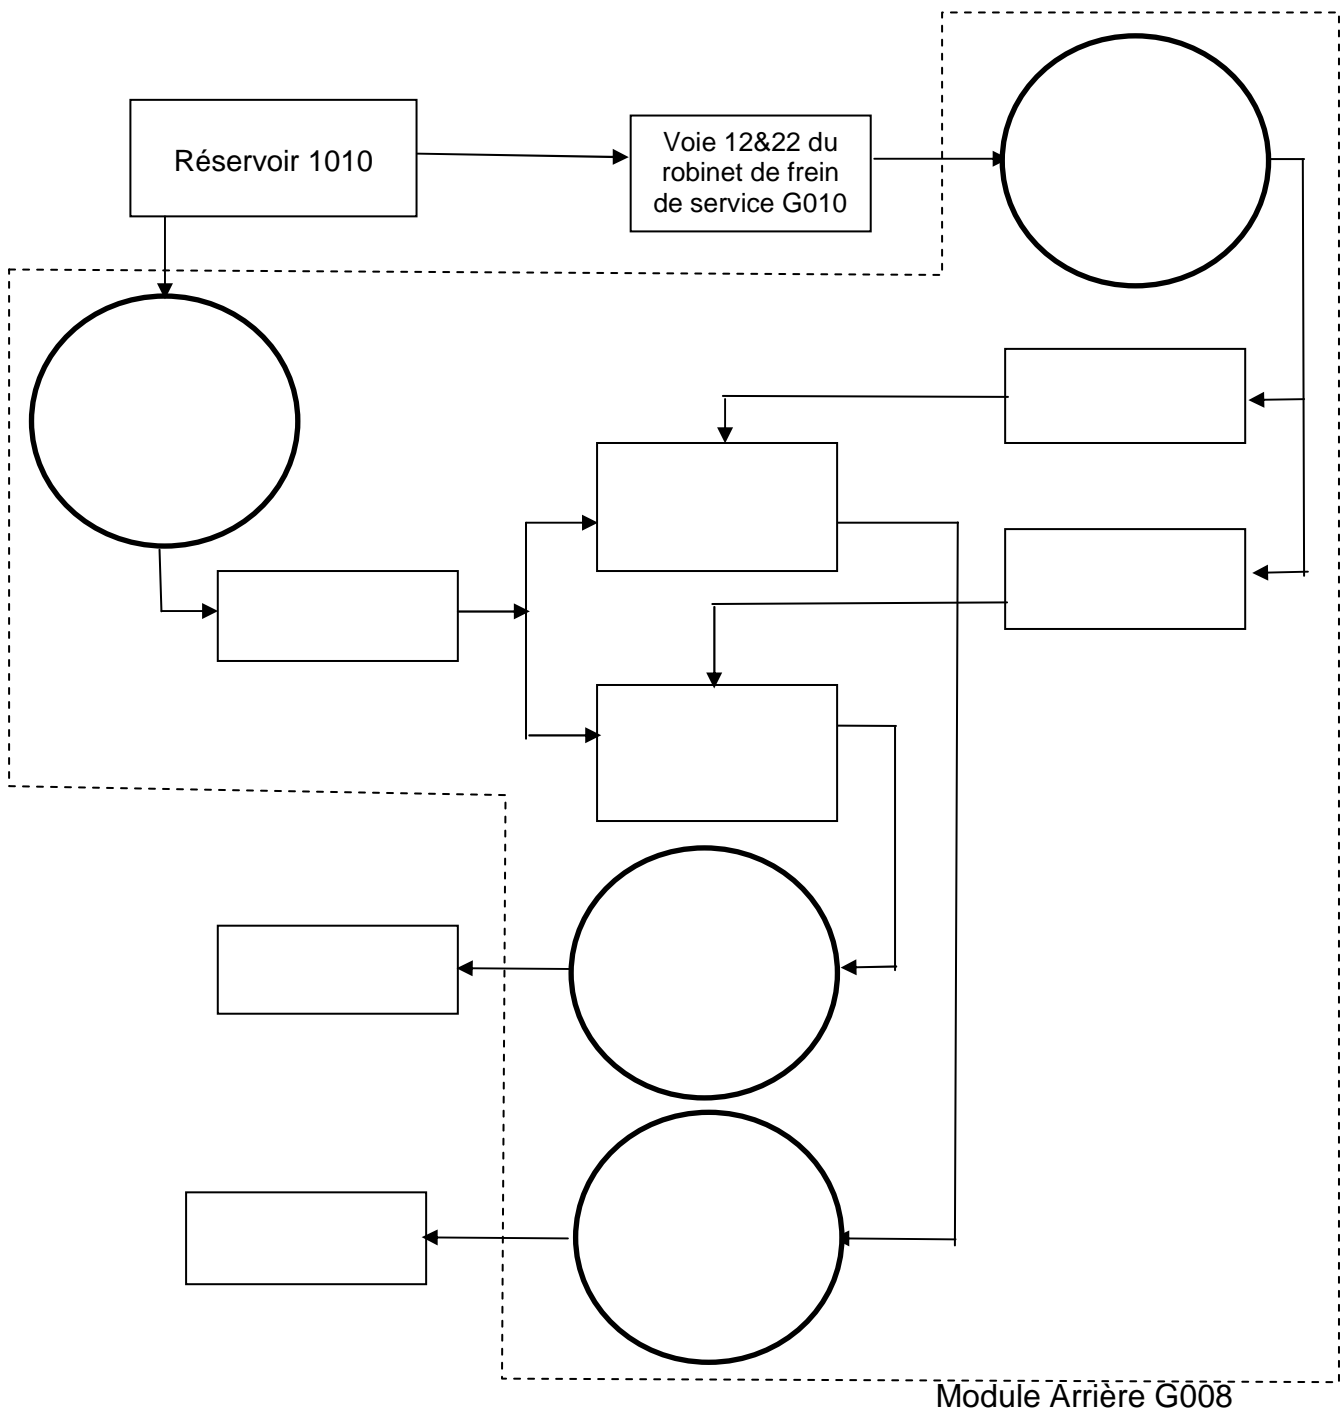 Réservoir 1010
Voie 12&22 du
robinet de frein
de service G010
Module Arrière G008